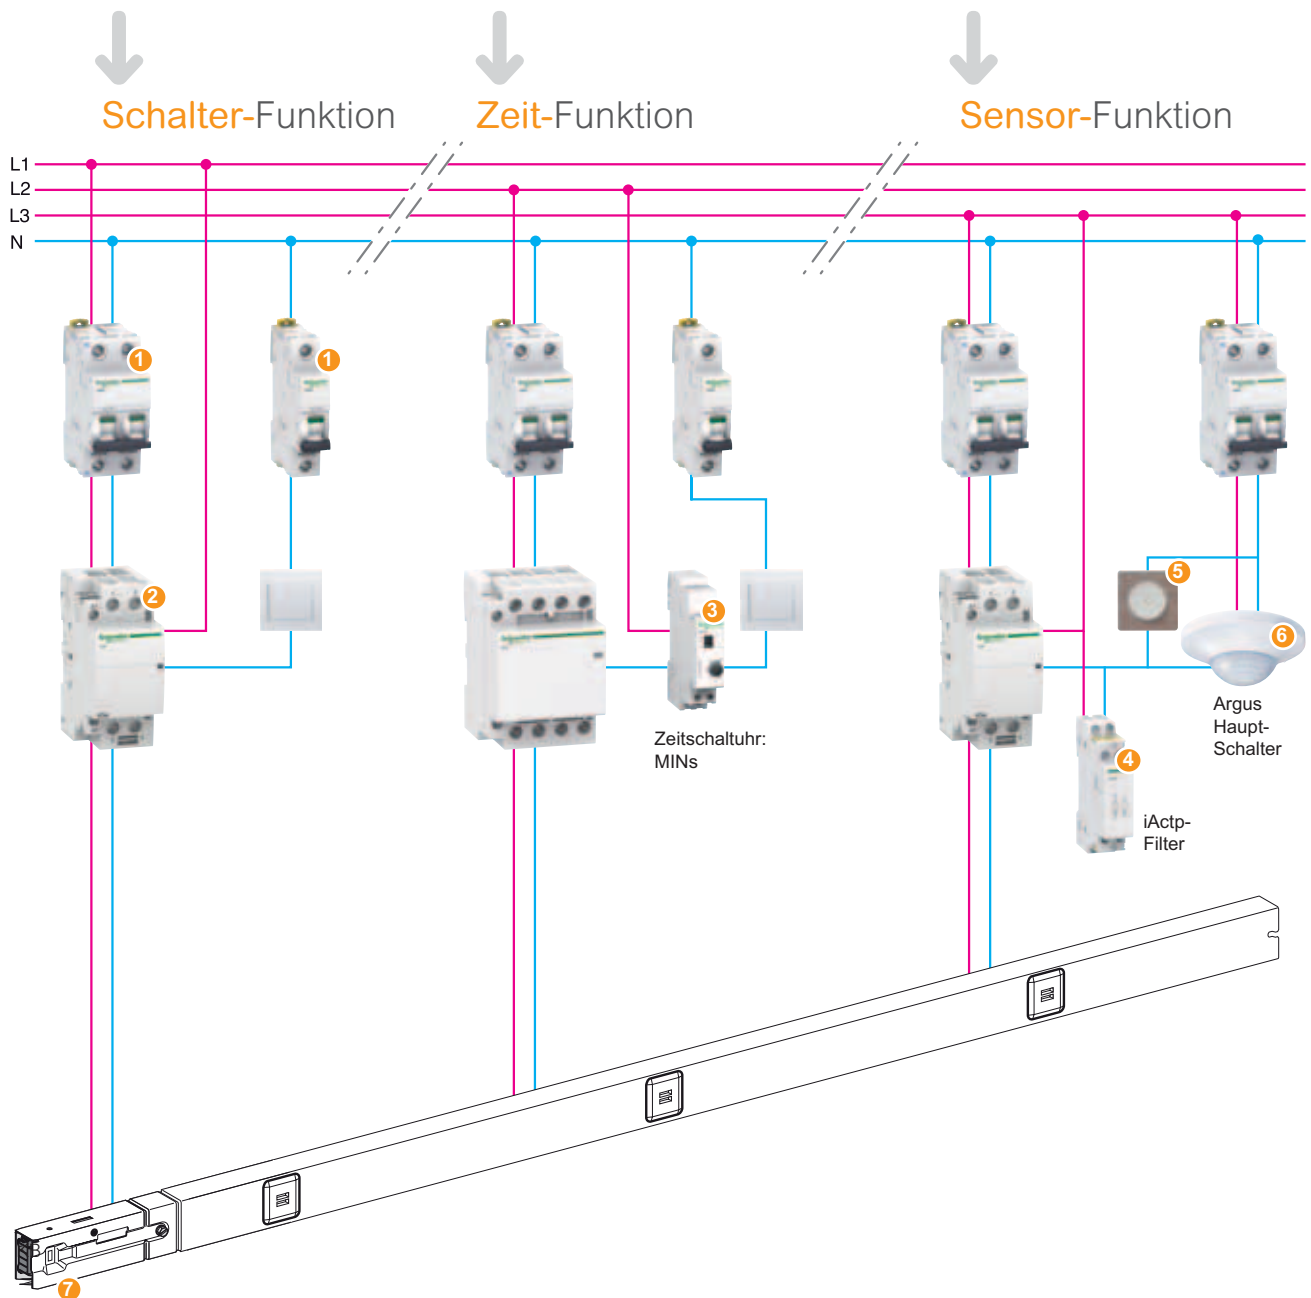 Schalter-Funktion
Zeit-Funktion
Sensor-Funktion
L1
L2
L3
N
1
1
2
3
5
6
Zeitschaltuhr:
MINs
Argus
Haupt-
Schalter
4
iActp-
Filter
7